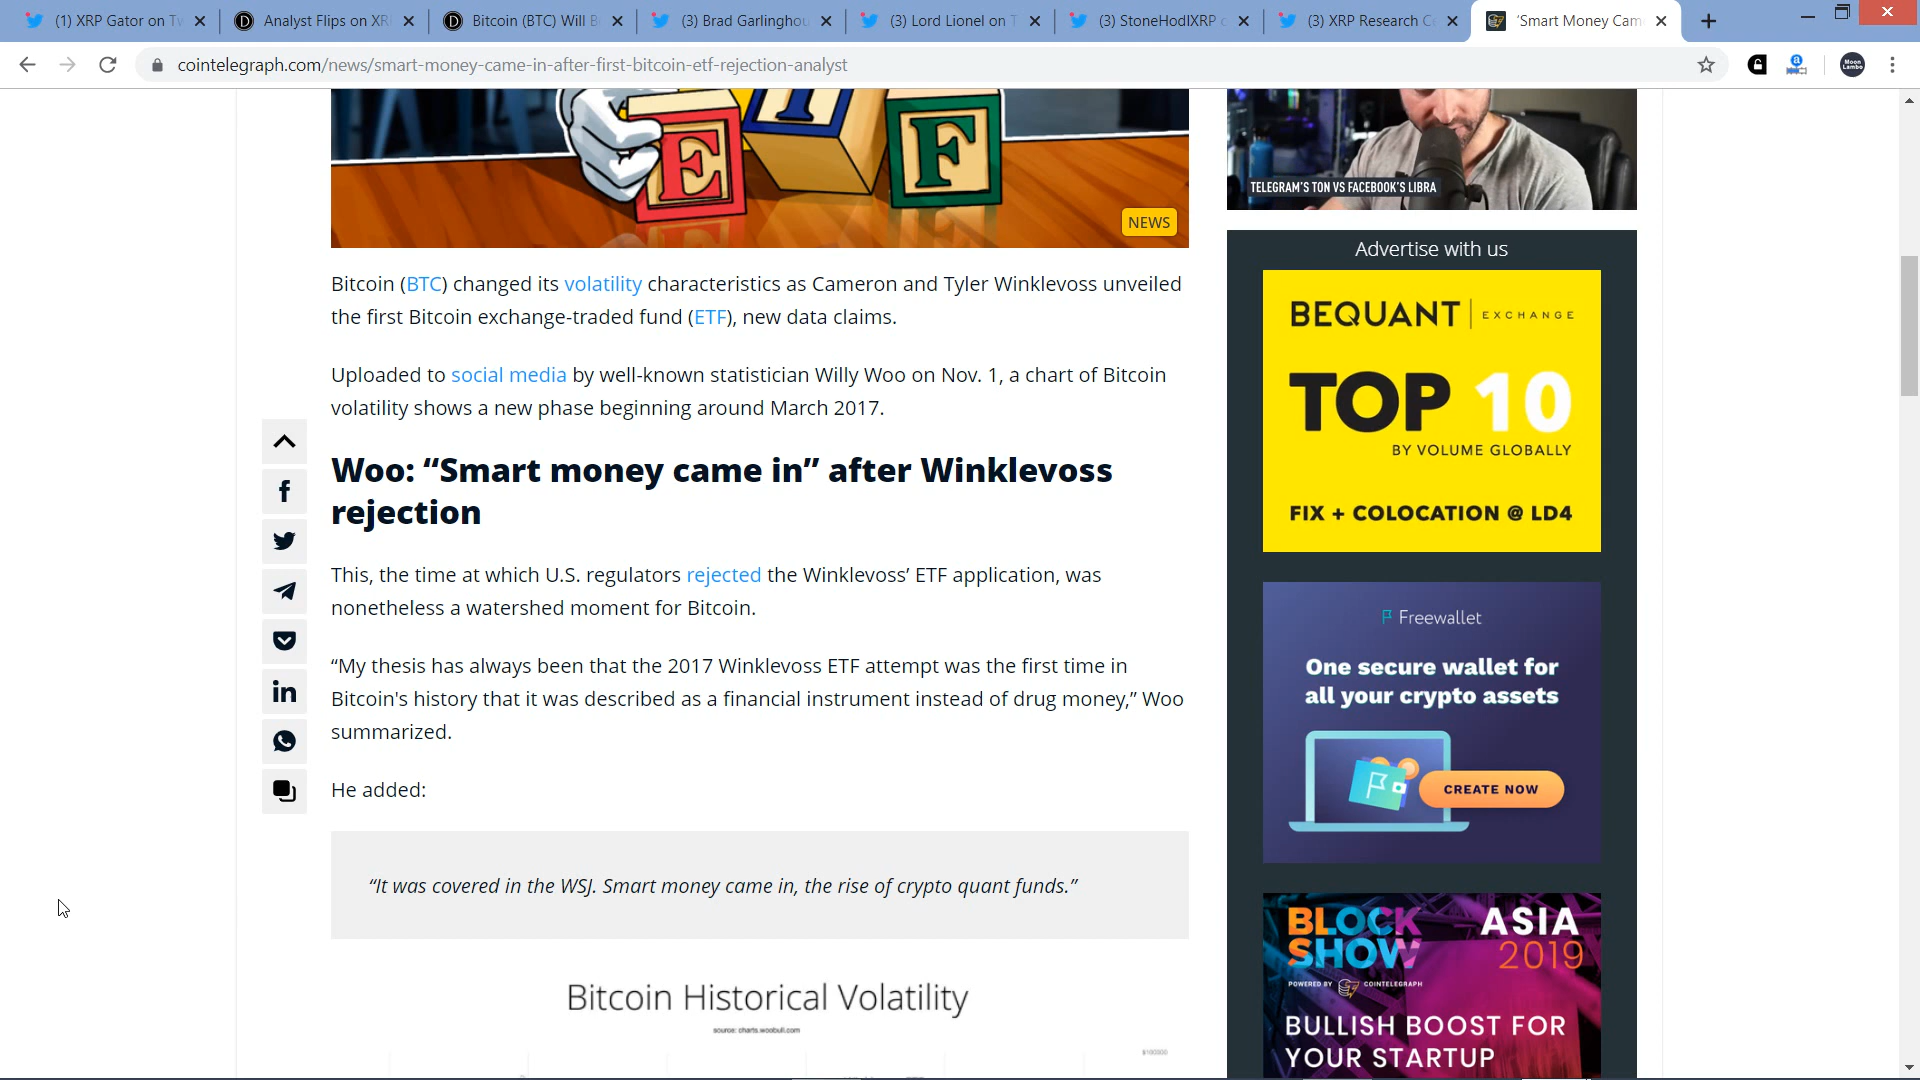 (1) XRP Gator on Tw
Analyst Flips on XR
Bitcoin (BTC) Will B
(3) Brad Garlinghou
(3) Lord Lionel on T
(3) StoneHodlXRP o
(3) XRP Research Ce
‘Smart Money Cam
cointelegraph.com/news/smart-money-came-in-after-first-bitcoin-etf-rejection-analyst
Moon Lambo
E
F
NEWS
Bitcoin (BTC) changed its volatility characteristics as Cameron and Tyler Winklevoss unveiled
the first Bitcoin exchange-traded fund (ETF), new data claims.
Uploaded to social media by well-known statistician Willy Woo on Nov. 1, a chart of Bitcoin
volatility shows a new phase beginning around March 2017.
Woo: “Smart money came in” after Winklevoss
rejection
This, the time at which U.S. regulators rejected the Winklevoss’ ETF application, was
nonetheless a watershed moment for Bitcoin.
“My thesis has always been that the 2017 Winklevoss ETF attempt was the first time in
Bitcoin's history that it was described as a financial instrument instead of drug money,” Woo
summarized.
He added:
“It was covered in the WSJ. Smart money came in, the rise of crypto quant funds.”
Bitcoin Historical Volatility
source: charts.woobull.com
$100000
TELEGRAM'S TON VS FACEBOOK'S LIBRA
Advertise with us
BEQUANT | EXCHANGE
TOP 10
BY VOLUME GLOBALLY
FIX + COLOCATION @ LD4
Freewallet
One secure wallet for
all your crypto assets
CREATE NOW
BLOCK ASIA
SHOW 2019
POWERED BY COINTELEGRAPH
BULLISH BOOST FOR
YOUR STARTUP